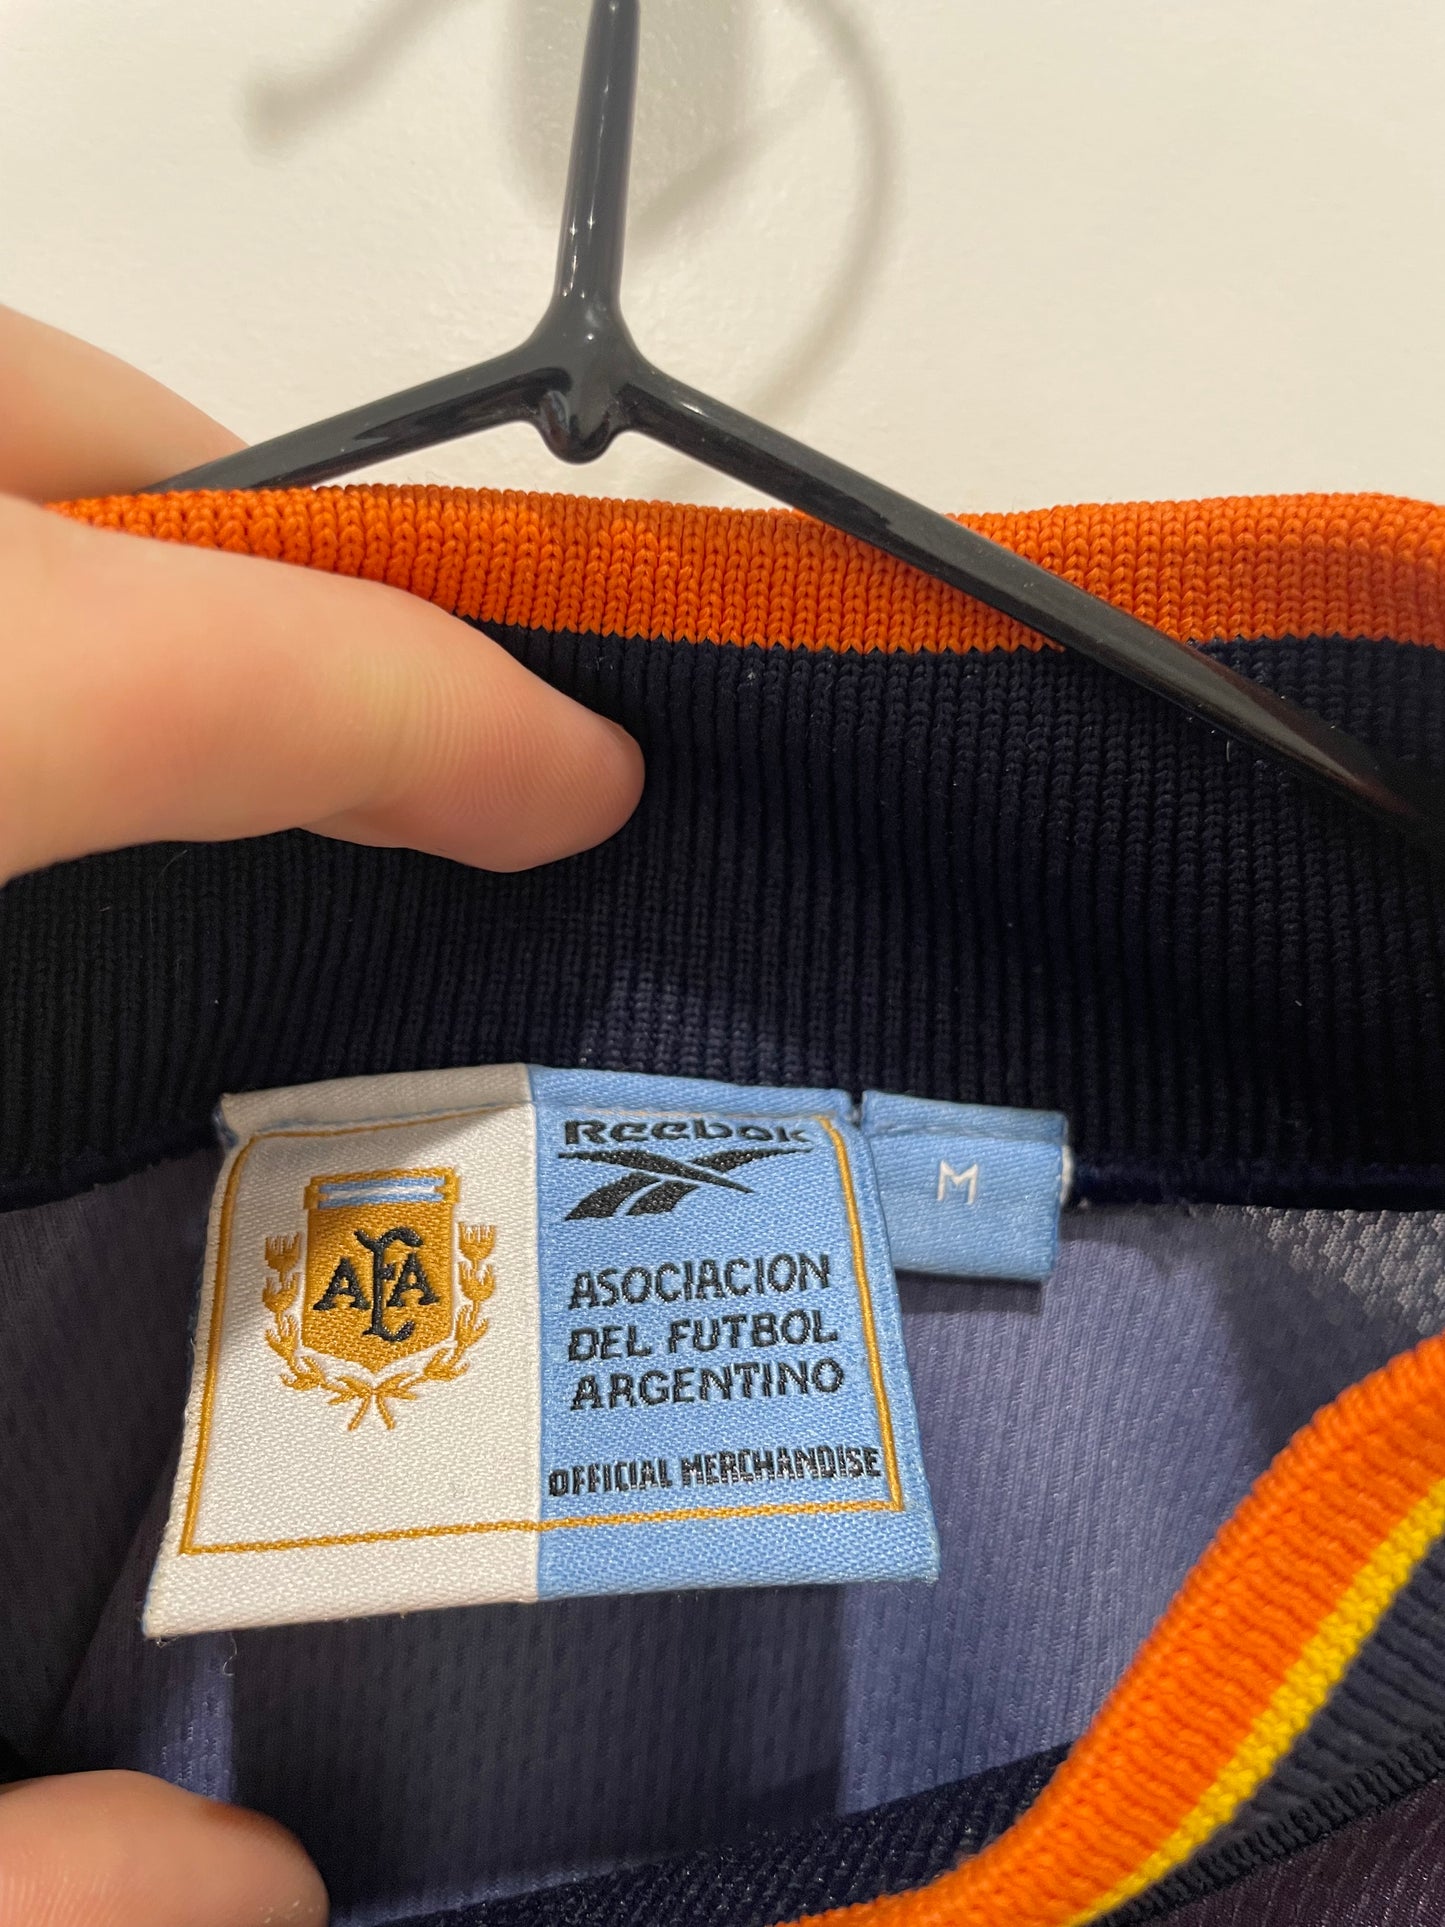 Reebok
M
AFA
ASOCIACION
DEL FUTBOL
ARGENTINO
OFFICIAL MERCHANDISE